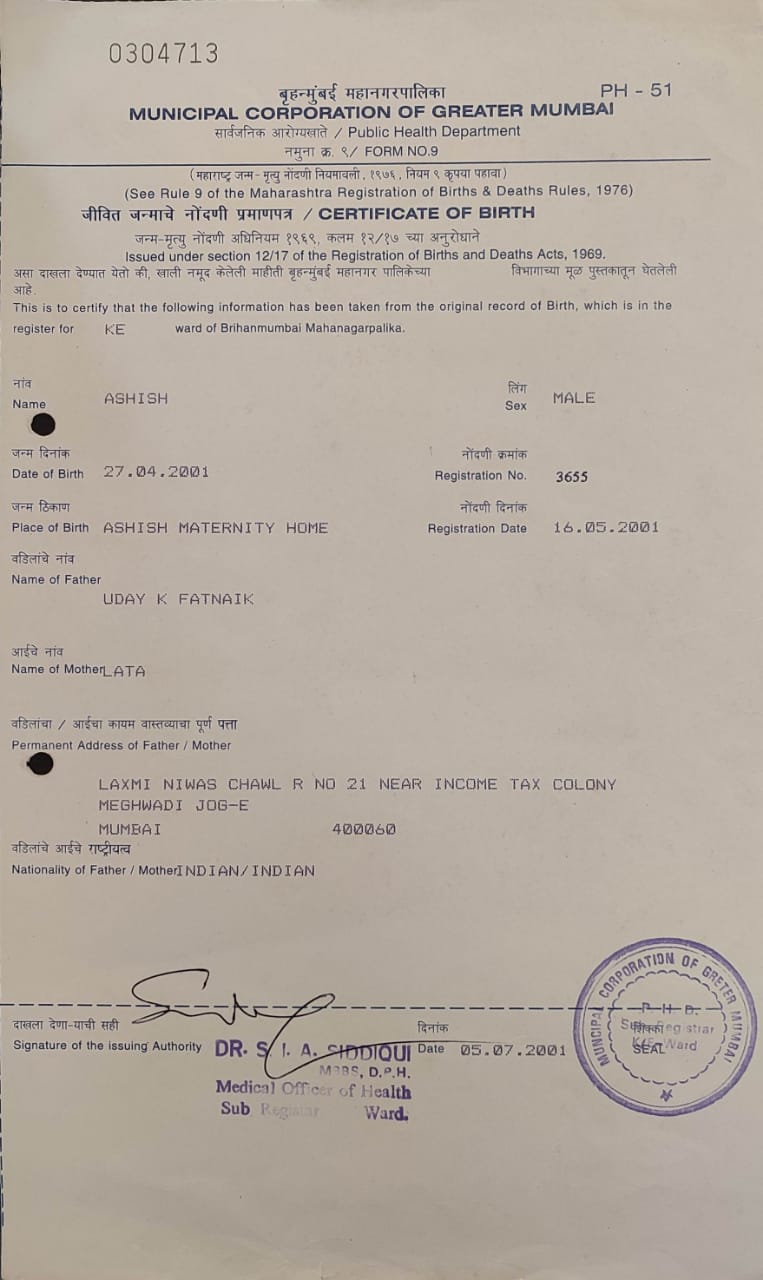 0304713
बृहन्मुंबई महानगरपालिका PH - 51
MUNICIPAL CORPORATION OF GREATER MUMBAI
सार्वजनिक आरोग्यखाते / Public Health Department
नमुना क्र. ९/ FORM NO.9
(महाराष्ट्र जन्म-मृत्यु नोंदणी नियमावली, १९७६, नियम ९ कृपया पहावा)
(See Rule 9 of the Maharashtra Registration of Births & Deaths Rules, 1976)
जीवित जन्माचे नोंदणी प्रमाणपत्र / CERTIFICATE OF BIRTH
जन्म-मृत्यु नोंदणी अधिनियम १९६९, कलम १२/१७ च्या अनुरोधाने
Issued under section 12/17 of the Registration of Births and Deaths Acts, 1969.
असा दाखला देण्यात येतो की, खाली नमूद केलेली माहीती बृहन्मुंबई महानगर पालिकेच्या विभागाच्या मूळ पुस्तकातून घेतलेली
आहे.
This is to certify that the following information has been taken from the original record of Birth, which is in the
register for KE ward of Brihanmumbai Mahanagarpalika.
नांव लिंग
Name ASHISH Sex MALE
जन्म दिनांक नोंदणी क्रमांक
Date of Birth 27.04.2001 Registration No. 3655
जन्म ठिकाण नोंदणी दिनांक
Place of Birth ASHISH MATERNITY HOME Registration Date 16.05.2001
वडिलांचे नांव
Name of Father
UDAY K FATNAIK
आईचे नांव
Name of Mother LATA
वडिलांचा / आईचा कायम वास्तव्याचा पूर्ण पत्ता
Permanent Address of Father / Mother
LAXMI NIWAS CHAWL R NO 21 NEAR INCOME TAX COLONY
MEGHWADI JOG-E
MUMBAI 400060
वडिलांचे आईचे राष्ट्रीयत्व
Nationality of Father / Mother INDIAN/INDIAN
दाखला देणा-याची सही दिनांक
Signature of the issuing Authority DR. S. I. A. SIDDIQUI Date 05.07.2001
MBBS, D.P.H.
Medical Officer of Health
Sub Registrar Ward.
MUNICIPAL CORPORATION OF GRETER MUMBAI
P. H. D.
शिक्का
Sub Registrar
SEAL
K/E Ward